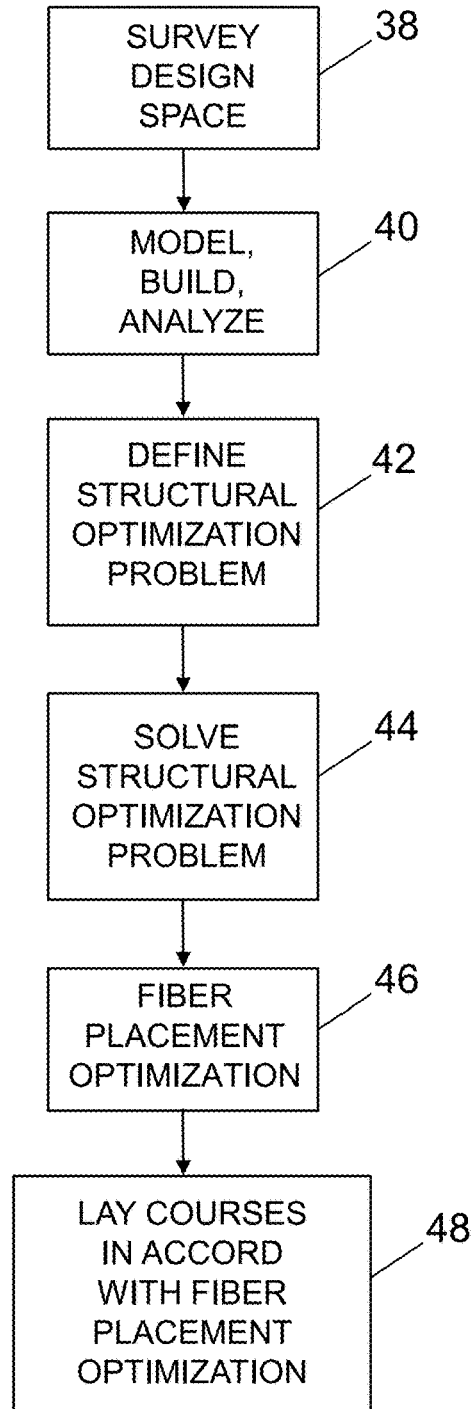 SURVEY
DESIGN
SPACE
38
MODEL,
BUILD,
ANALYZE
40
DEFINE
STRUCTURAL
OPTIMIZATION
PROBLEM
42
SOLVE
STRUCTURAL
OPTIMIZATION
PROBLEM
44
FIBER
PLACEMENT
OPTIMIZATION
46
LAY COURSES
IN ACCORD
WITH FIBER
PLACEMENT
OPTIMIZATION
48